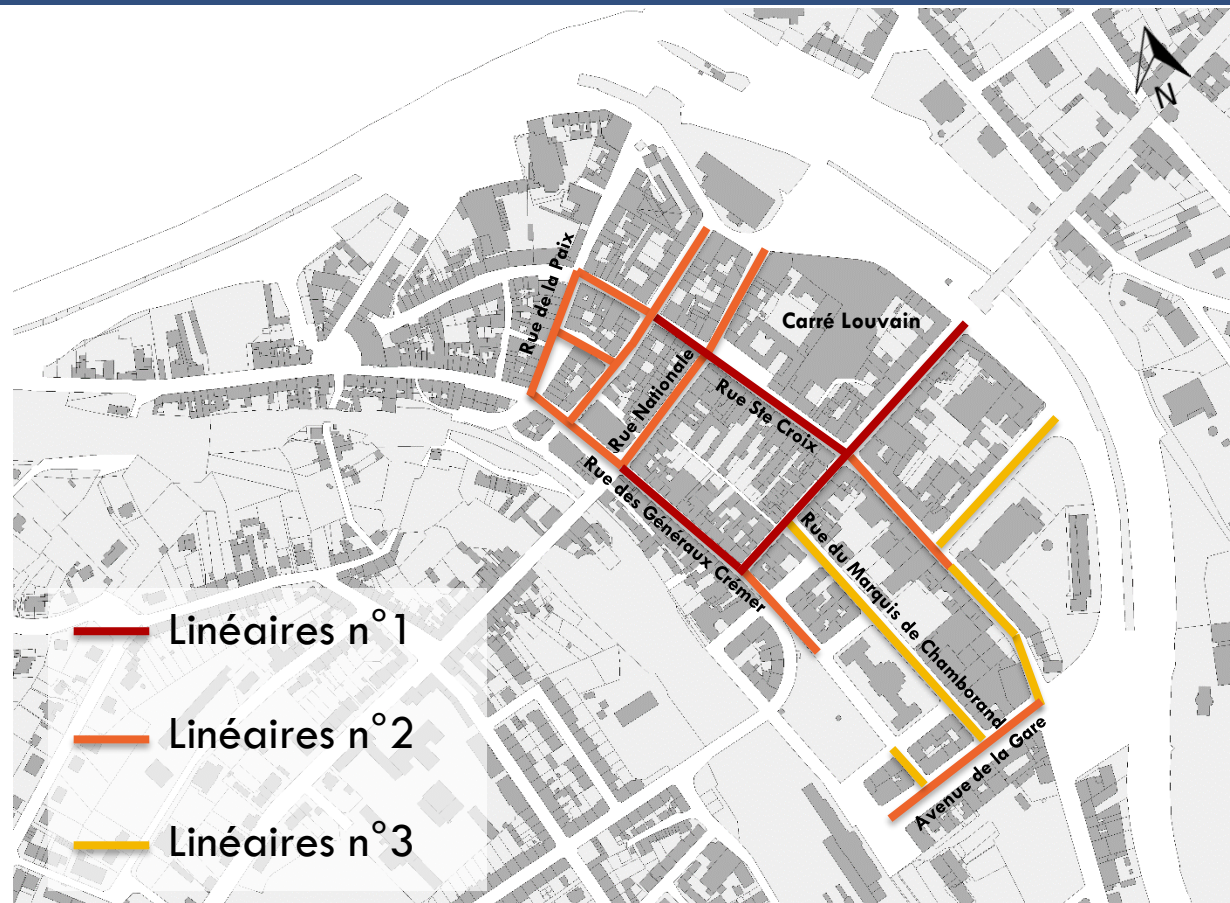 N
Rue de la Paix
Carré Louvain
Rue Nationale
Rue Ste Croix
Rue des Généraux Crémer
Rue du Marquis de Chamborand
Avenue de la Gare
Linéaires n°1
Linéaires n°2
Linéaires n°3